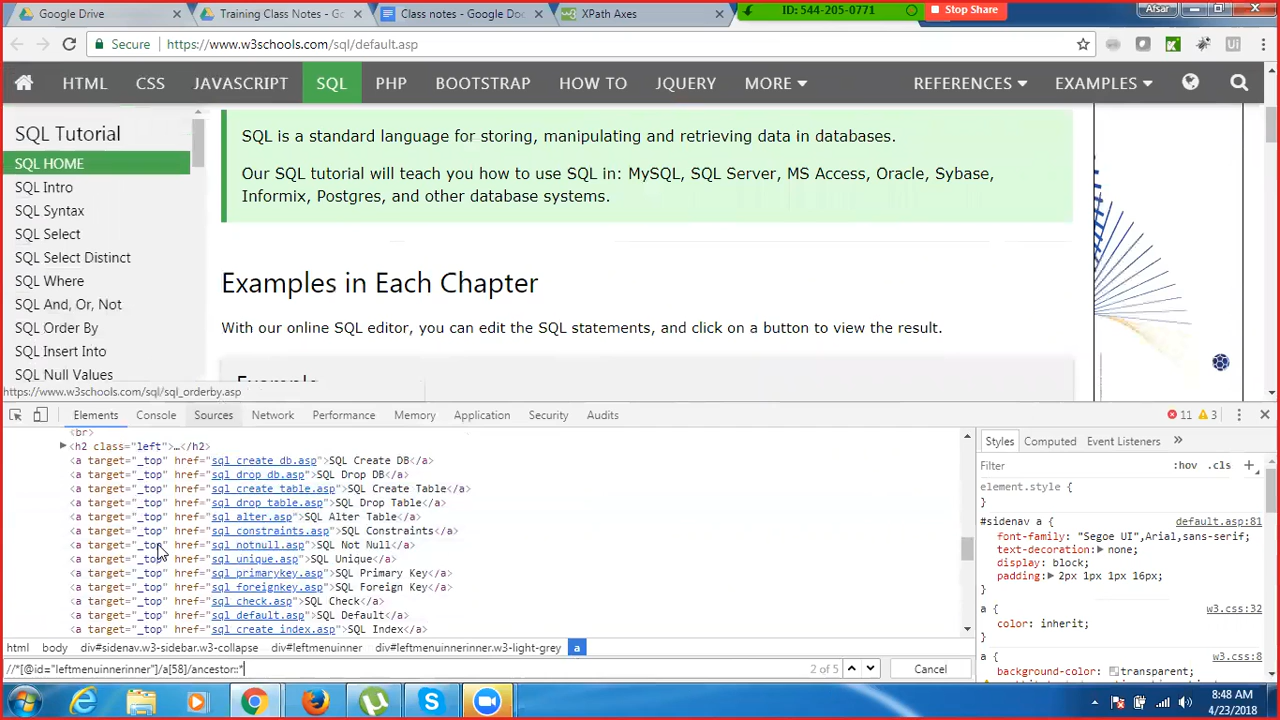 Google Drive
Training Class Notes - Go
Class notes - Google Do
XPath Axes
ID: 544-205-0771
Stop Share
Afsar
Secure
https://www.w3schools.com/sql/default.asp
HTML
CSS
JAVASCRIPT
SQL
PHP
BOOTSTRAP
HOW TO
JQUERY
MORE
REFERENCES
EXAMPLES
SQL Tutorial
SQL HOME
SQL Intro
SQL Syntax
SQL Select
SQL Select Distinct
SQL Where
SQL And, Or, Not
SQL Order By
SQL Insert Into
SQL Null Values
SQL is a standard language for storing, manipulating and retrieving data in databases.
Our SQL tutorial will teach you how to use SQL in: MySQL, SQL Server, MS Access, Oracle, Sybase,
Informix, Postgres, and other database systems.
Examples in Each Chapter
With our online SQL editor, you can edit the SQL statements, and click on a button to view the result.
Example
https://www.w3schools.com/sql/sql_orderby.asp
Elements
Console
Sources
Network
Performance
Memory
Application
Security
Audits
11
3
<br>
<h2 class="left">…</h2>
<a target="_top" href="sql_create_db.asp">SQL Create DB</a>
<a target="_top" href="sql_drop_db.asp">SQL Drop DB</a>
<a target="_top" href="sql_create_table.asp">SQL Create Table</a>
<a target="_top" href="sql_drop_table.asp">SQL Drop Table</a>
<a target="_top" href="sql_alter.asp">SQL Alter Table</a>
<a target="_top" href="sql_constraints.asp">SQL Constraints</a>
<a target="_top" href="sql_notnull.asp">SQL Not Null</a>
<a target="_top" href="sql_unique.asp">SQL Unique</a>
<a target="_top" href="sql_primarykey.asp">SQL Primary Key</a>
<a target="_top" href="sql_foreignkey.asp">SQL Foreign Key</a>
<a target="_top" href="sql_check.asp">SQL Check</a>
<a target="_top" href="sql_default.asp">SQL Default</a>
<a target="_top" href="sql_create_index.asp">SQL Index</a>
html
body
div#sidenav.w3-sidebar.w3-collapse
div#leftmenuinner
div#leftmenuinnerinner.w3-light-grey
a
//*[@id="leftmenuinnerinner"]/a[58]/ancestor::*
2 of 5
Cancel
Styles
Computed
Event Listeners
»
Filter
:hov
.cls
+
element.style {
}
#sidenav a {
default.asp:81
font-family: "Segoe UI",Arial,sans-serif;
text-decoration: none;
display: block;
padding: 2px 1px 1px 16px;
}
a {
w3.css:32
color: inherit;
}
a {
w3.css:8
background-color: transparent;
8:48 AM
4/23/2018